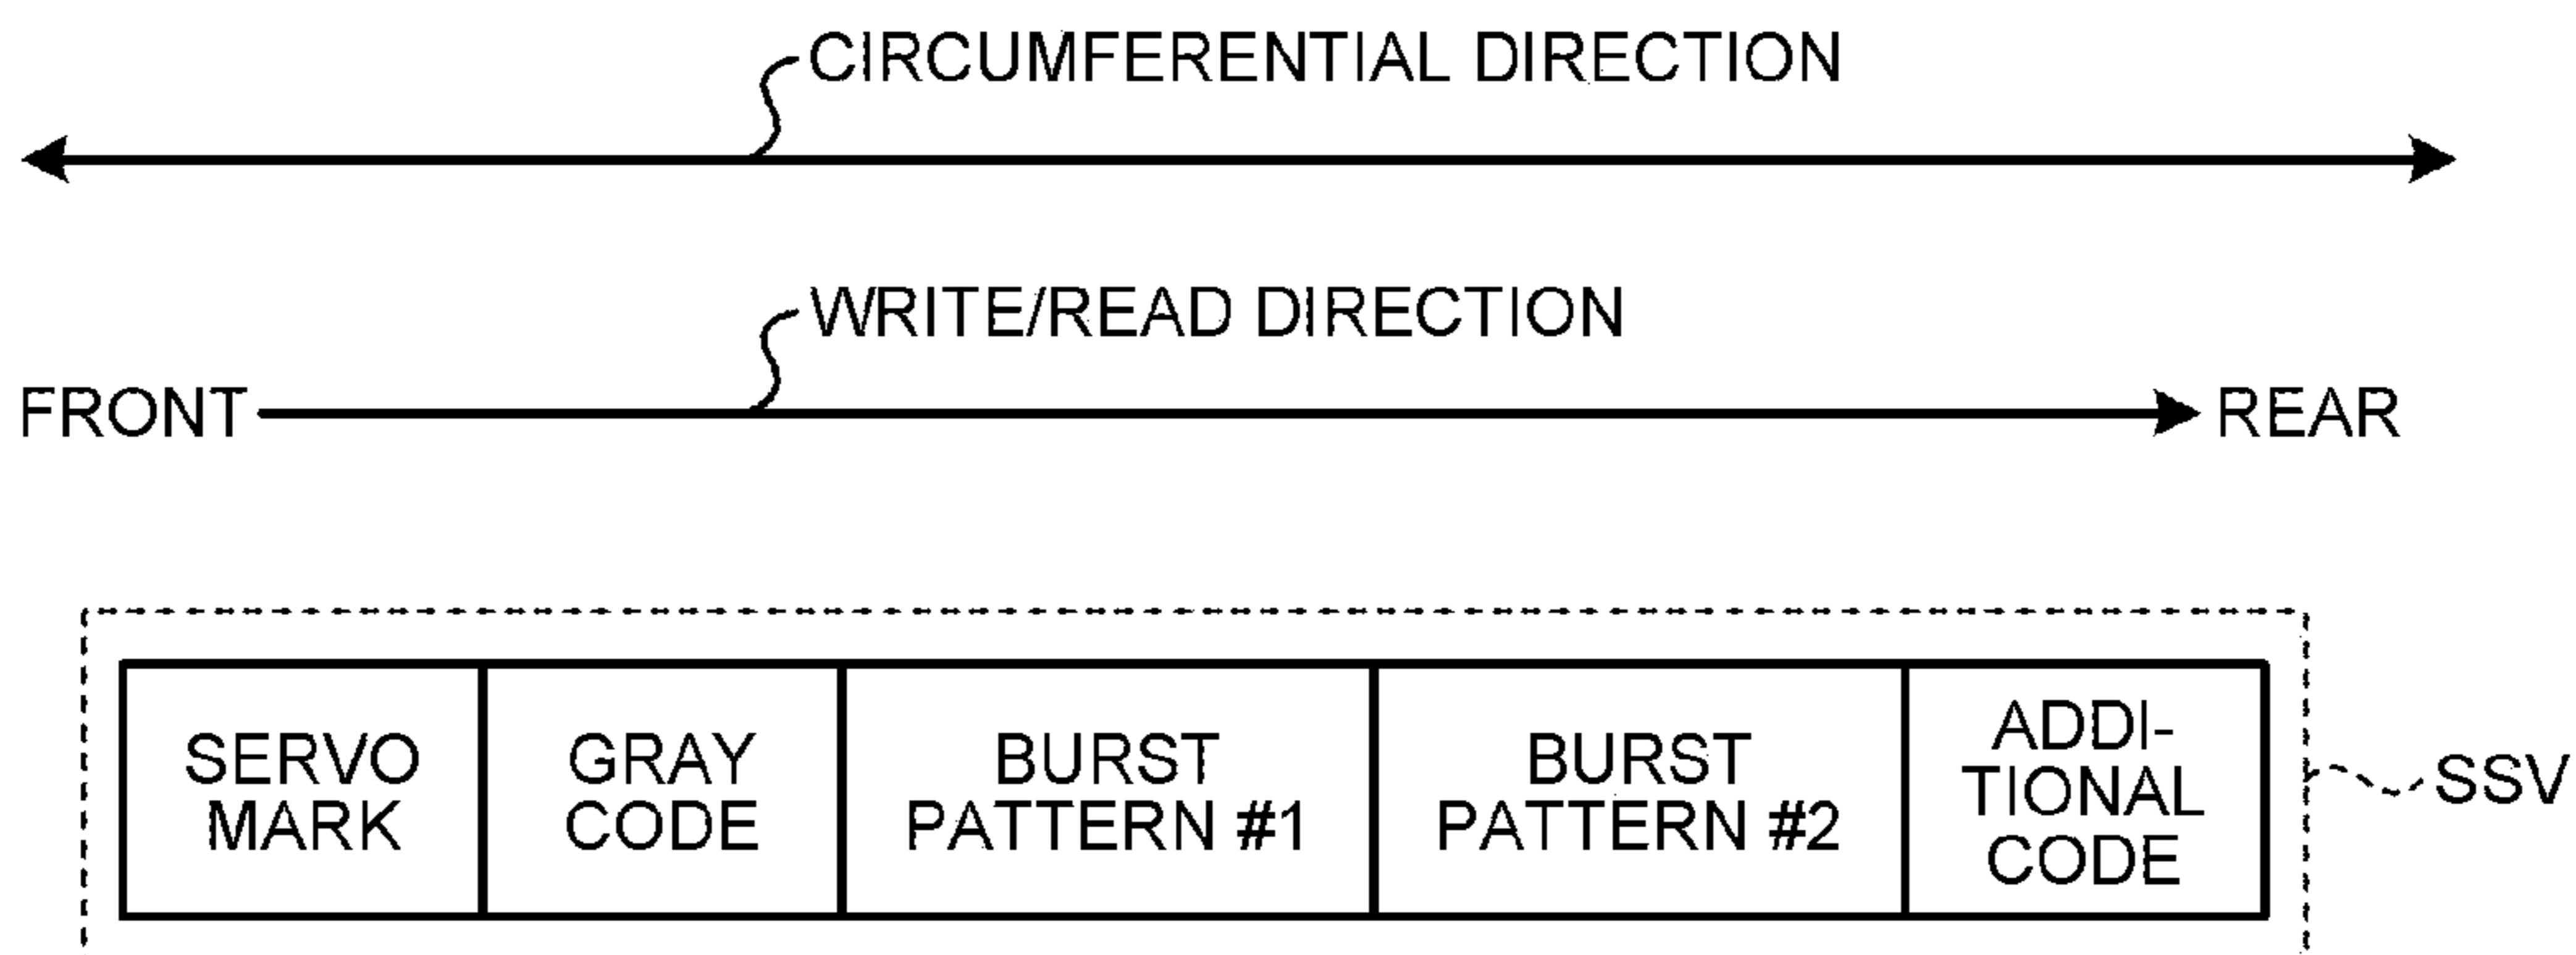 CIRCUMFERENTIAL DIRECTION
WRITE/READ DIRECTION
FRONT
REAR
SERVO
MARK
GRAY
CODE
BURST
PATTERN #1
BURST
PATTERN #2
ADDI-
TIONAL
CODE
SSV